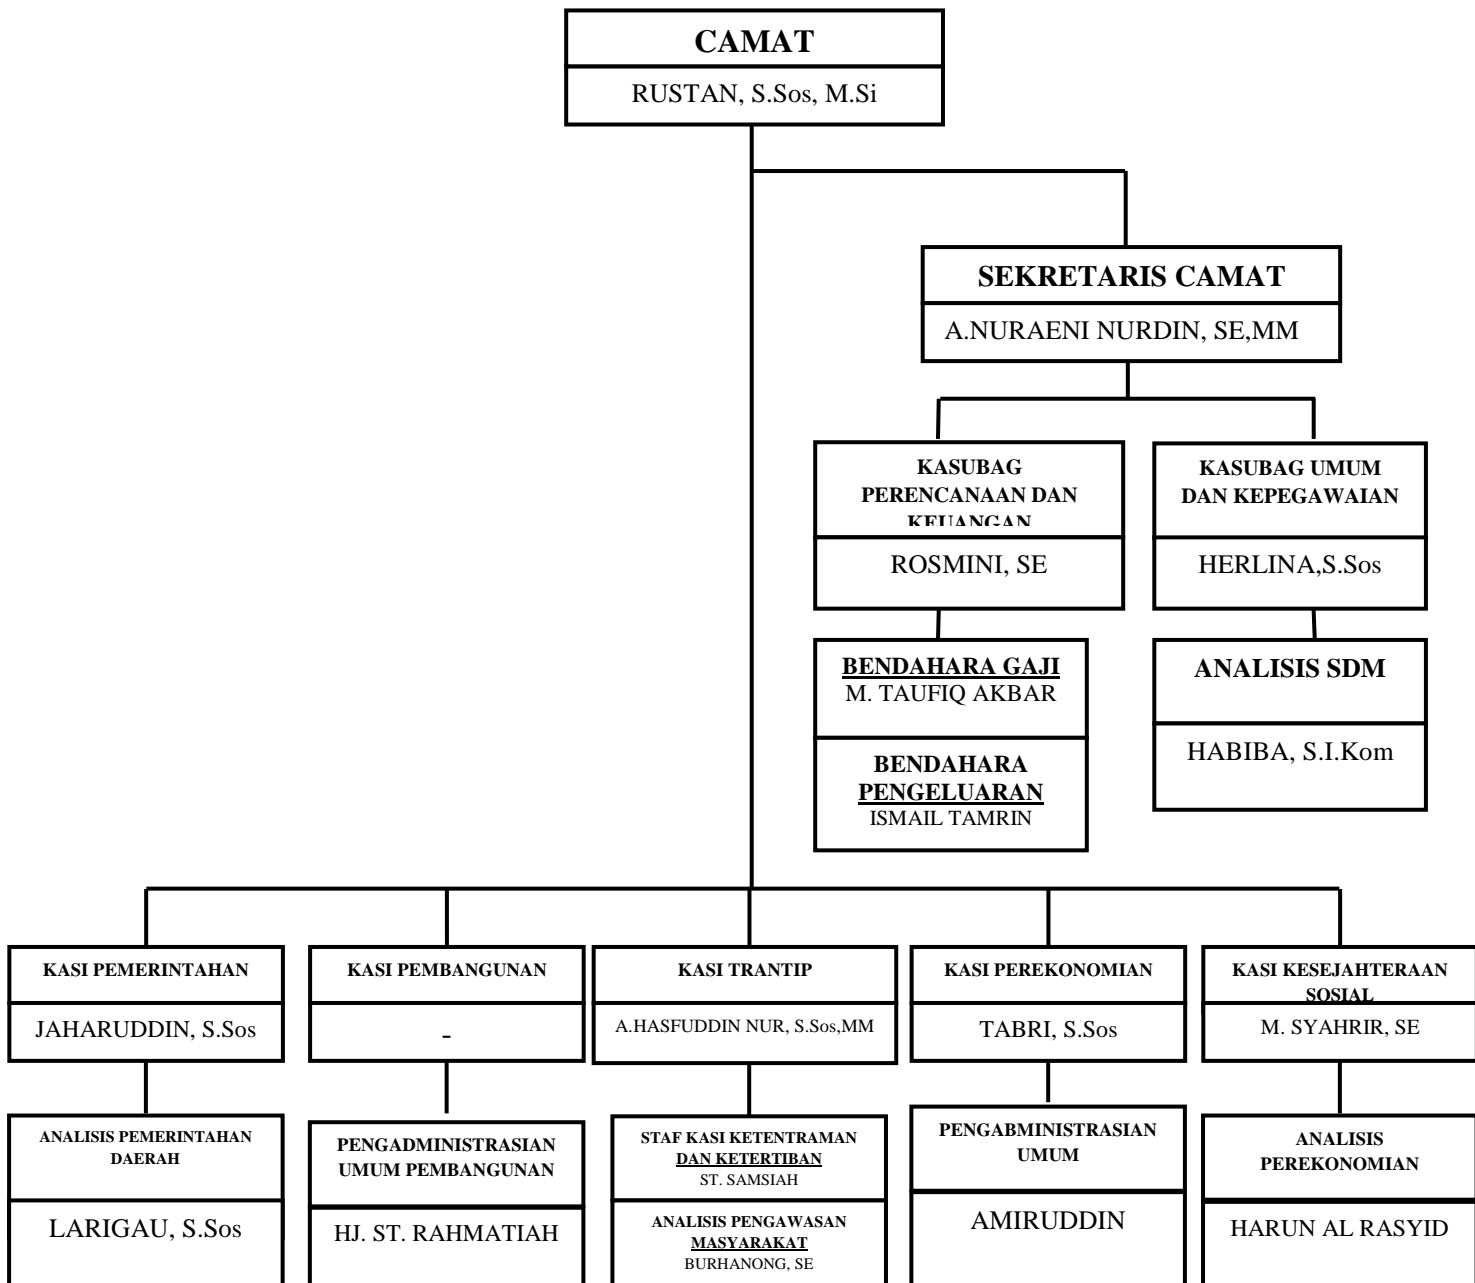 CAMAT
RUSTAN, S.Sos, M.Si
SEKRETARIS CAMAT
A.NURAENI NURDIN, SE,MM
KASUBAG
PERENCANAAN DAN
KEUANGAN
ROSMINI, SE
KASUBAG UMUM
DAN KEPEGAWAIAN
HERLINA,S.Sos
BENDAHARA GAJI
M. TAUFIQ AKBAR
BENDAHARA
PENGELUARAN
ISMAIL TAMRIN
ANALISIS SDM
HABIBA, S.I.Kom
KASI PEMERINTAHAN
JAHARUDDIN, S.Sos
KASI PEMBANGUNAN
-
KASI TRANTIP
A.HASFUDDIN NUR, S.Sos,MM
KASI PEREKONOMIAN
TABRI, S.Sos
KASI KESEJAHTERAAN
SOSIAL
M. SYAHRIR, SE
ANALISIS PEMERINTAHAN
DAERAH
LARIGAU, S.Sos
PENGADMINISTRASIAN
UMUM PEMBANGUNAN
HJ. ST. RAHMATIAH
STAF KASI KETENTRAMAN
DAN KETERTIBAN
ST. SAMSIAH
ANALISIS PENGAWASAN
MASYARAKAT
BURHANONG, SE
PENGABMINISTRASIAN
UMUM
AMIRUDDIN
ANALISIS
PEREKONOMIAN
HARUN AL RASYID